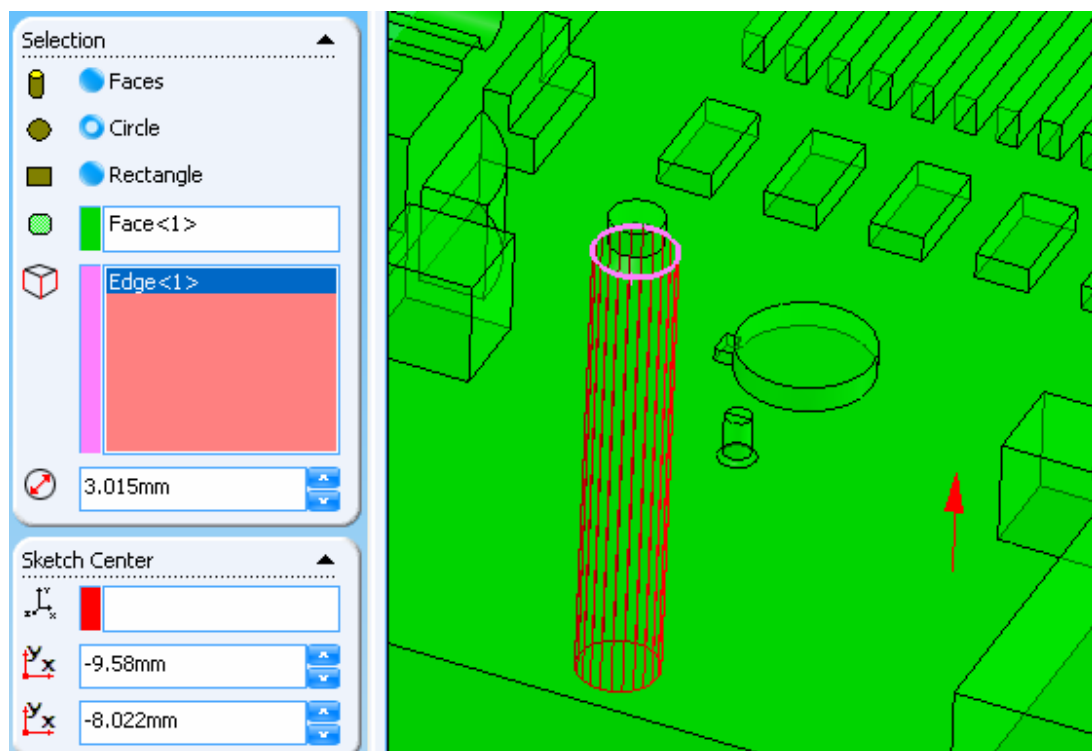 Selection
Faces
Circle
Rectangle
Face<1>
Edge<1>
3.015mm
Sketch Center
-9.58mm
-8.022mm